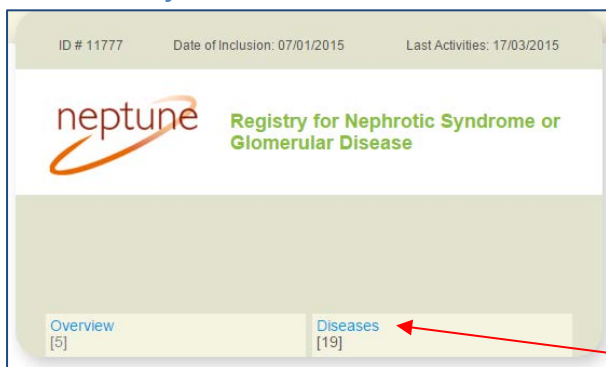 ID # 11777 Date of Inclusion: 07/01/2015 Last Activities: 17/03/2015
neptune
Registry for Nephrotic Syndrome or
Glomerular Disease
Overview Diseases
[5] [19]